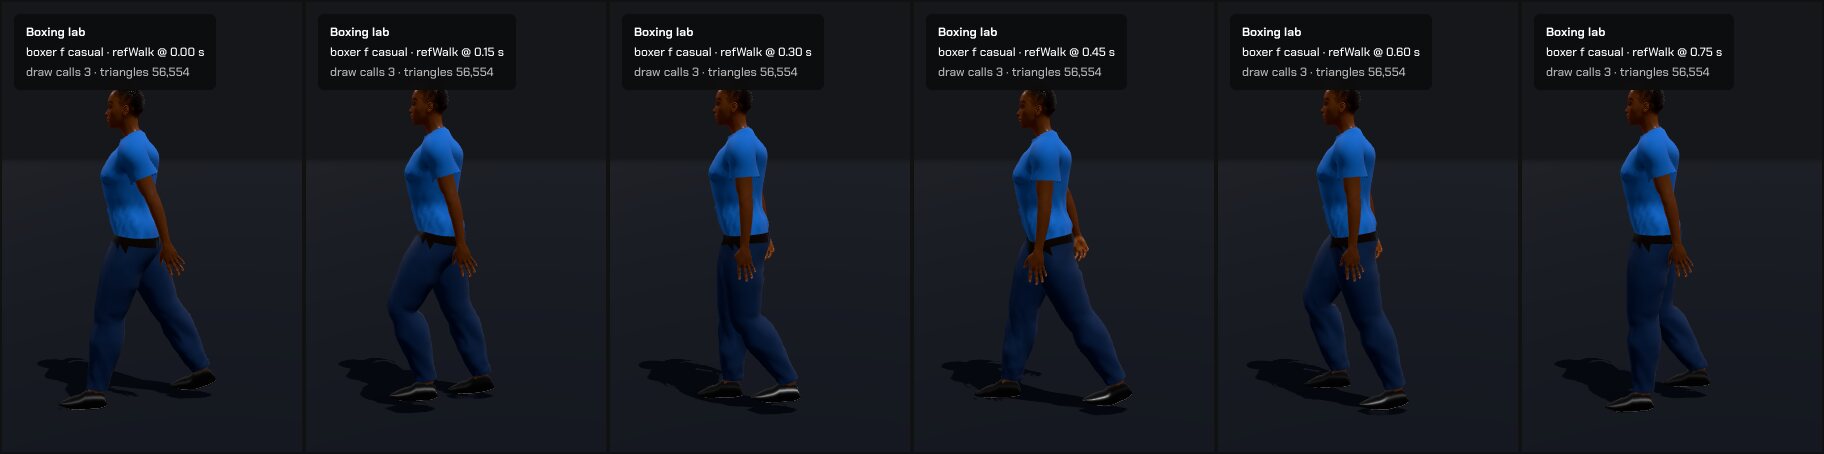 Boxing lab
boxer f casual · refWalk @ 0.00 s
draw calls 3 · triangles 56,554
Boxing lab
boxer f casual · refWalk @ 0.15 s
draw calls 3 · triangles 56,554
Boxing lab
boxer f casual · refWalk @ 0.30 s
draw calls 3 · triangles 56,554
Boxing lab
boxer f casual · refWalk @ 0.45 s
draw calls 3 · triangles 56,554
Boxing lab
boxer f casual · refWalk @ 0.60 s
draw calls 3 · triangles 56,554
Boxing lab
boxer f casual · refWalk @ 0.75 s
draw calls 3 · triangles 56,554